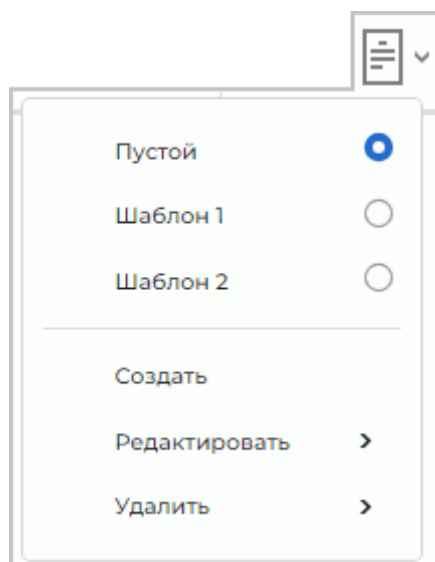 Пустой
Шаблон 1
Шаблон 2
Создать
Редактировать
Удалить